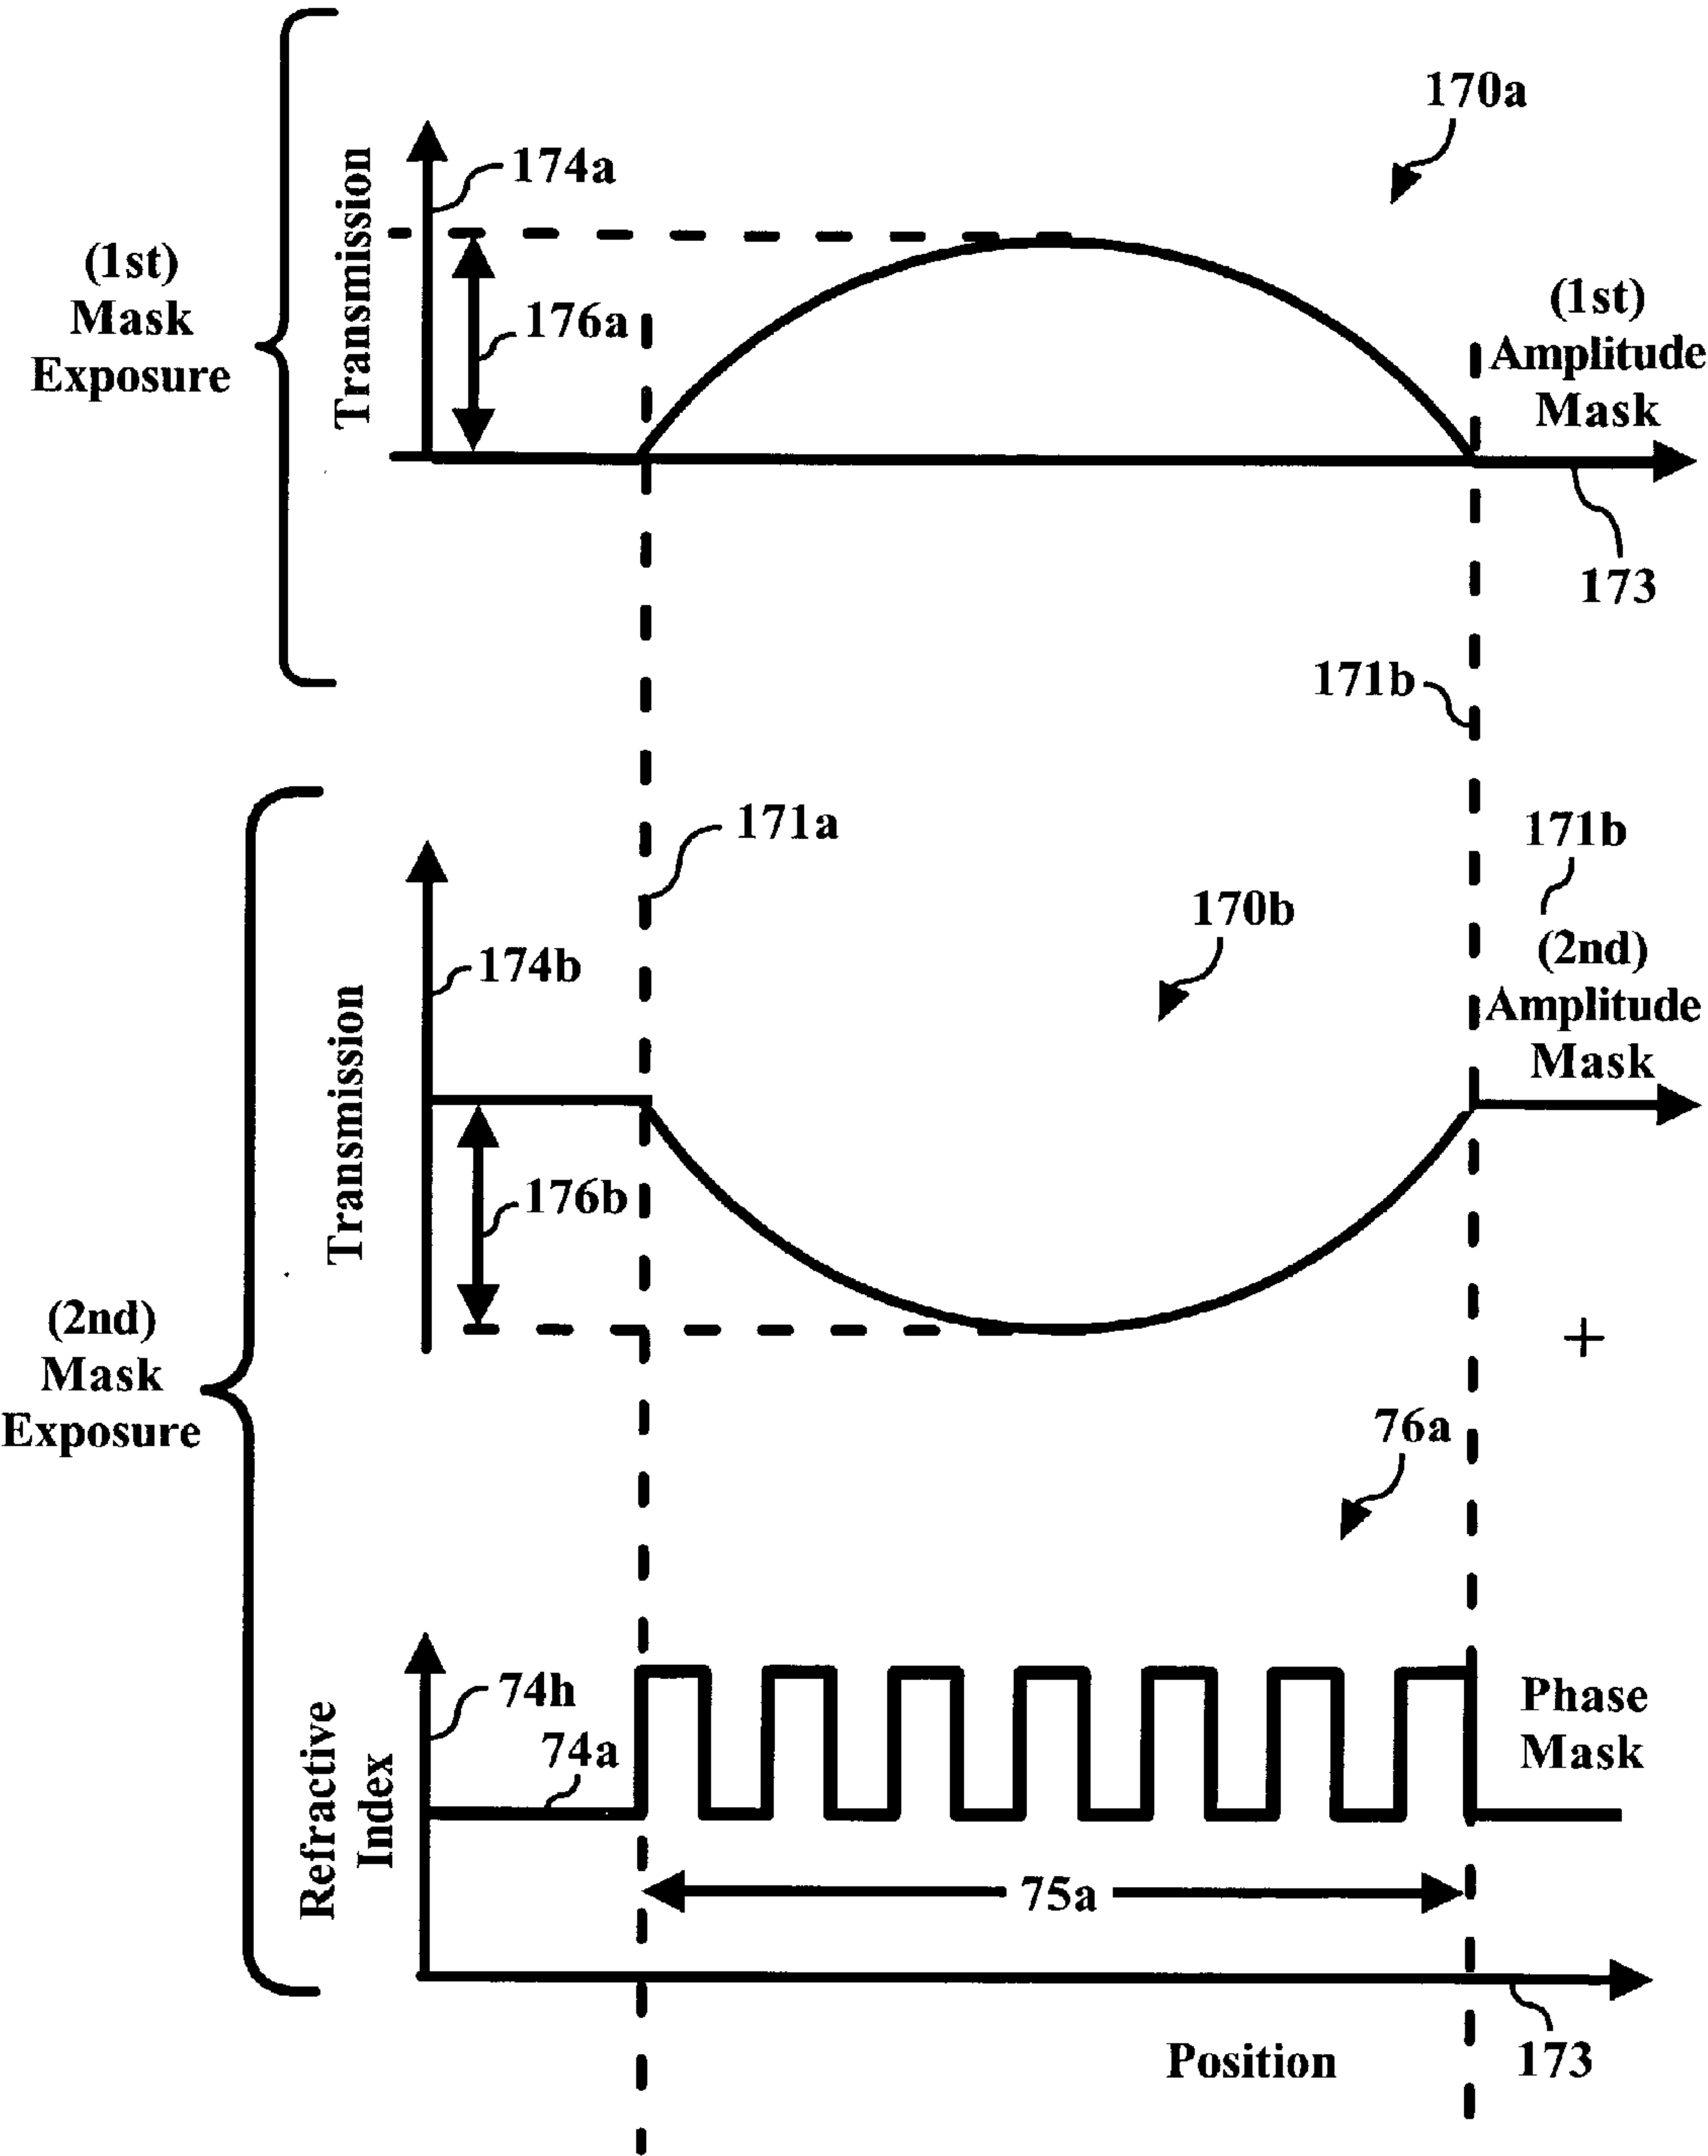 170a
174a
Transmission
(1st)
Mask
Exposure
176a
(1st)
Amplitude
Mask
173
171b
171a
171b
170b
(2nd)
Amplitude
Mask
174b
Transmission
176b
(2nd)
Mask
Exposure
+
76a
74h
74a
Refractive
Index
Phase
Mask
75a
Position
173